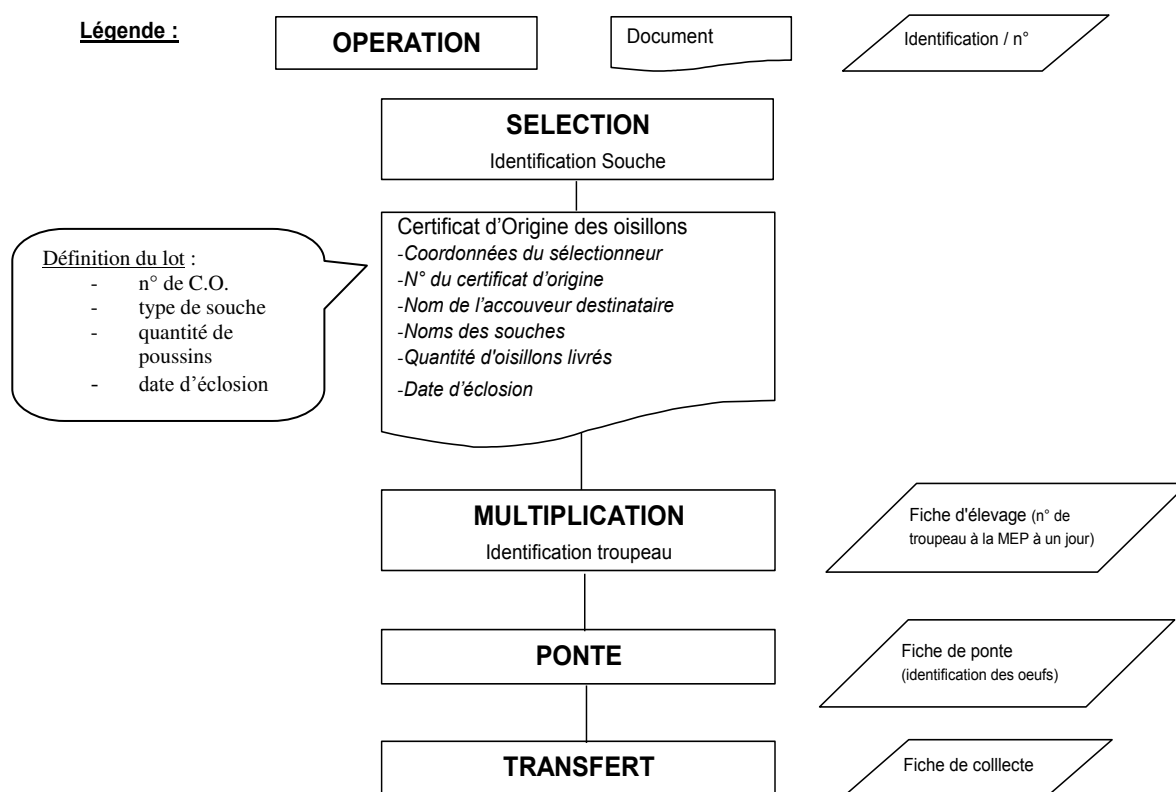 Légende :
OPERATION
Document
Identification / n°
SELECTION
Identification Souche
Certificat d'Origine des oisillons
-Coordonnées du sélectionneur
-N° du certificat d'origine
-Nom de l'accouveur destinataire
-Noms des souches
-Quantité d'oisillons livrés
-Date d'éclosion
Définition du lot :
- n° de C.O.
- type de souche
- quantité de
poussins
- date d'éclosion
MULTIPLICATION
Identification troupeau
Fiche d'élevage (n° de
troupeau à la MEP à un jour)
PONTE
Fiche de ponte
(identification des oeufs)
TRANSFERT
Fiche de colllecte